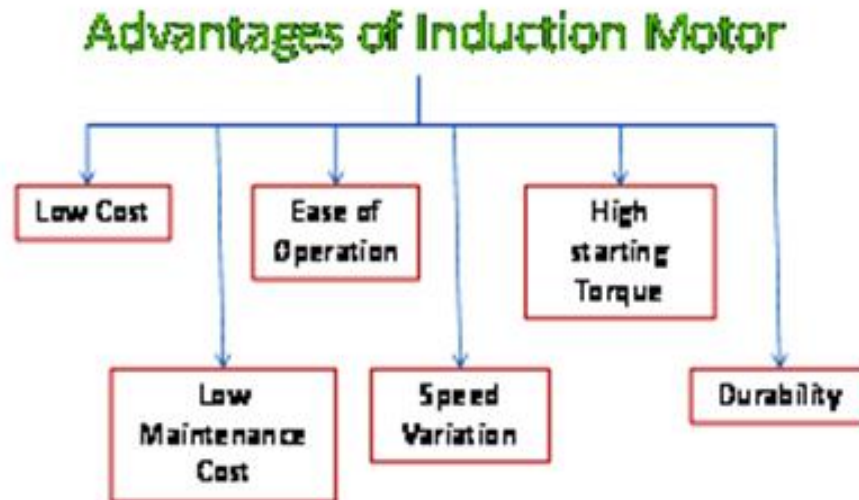 Advantages of Induction Motor
Low Cost
Ease of
Operation
High
starting
Torque
Low
Maintenance
Cost
Speed
Variation
Durability